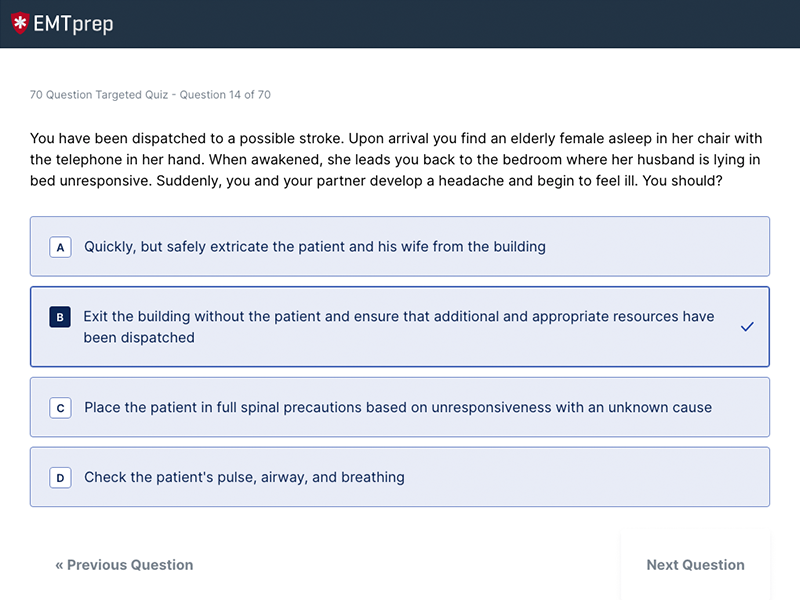 EMTprep
70 Question Targeted Quiz - Question 14 of 70
You have been dispatched to a possible stroke. Upon arrival you find an elderly female asleep in her chair with
the telephone in her hand. When awakened, she leads you back to the bedroom where her husband is lying in
bed unresponsive. Suddenly, you and your partner develop a headache and begin to feel ill. You should?
A Quickly, but safely extricate the patient and his wife from the building
B Exit the building without the patient and ensure that additional and appropriate resources have
been dispatched
C Place the patient in full spinal precautions based on unresponsiveness with an unknown cause
D Check the patient's pulse, airway, and breathing
« Previous Question
Next Question